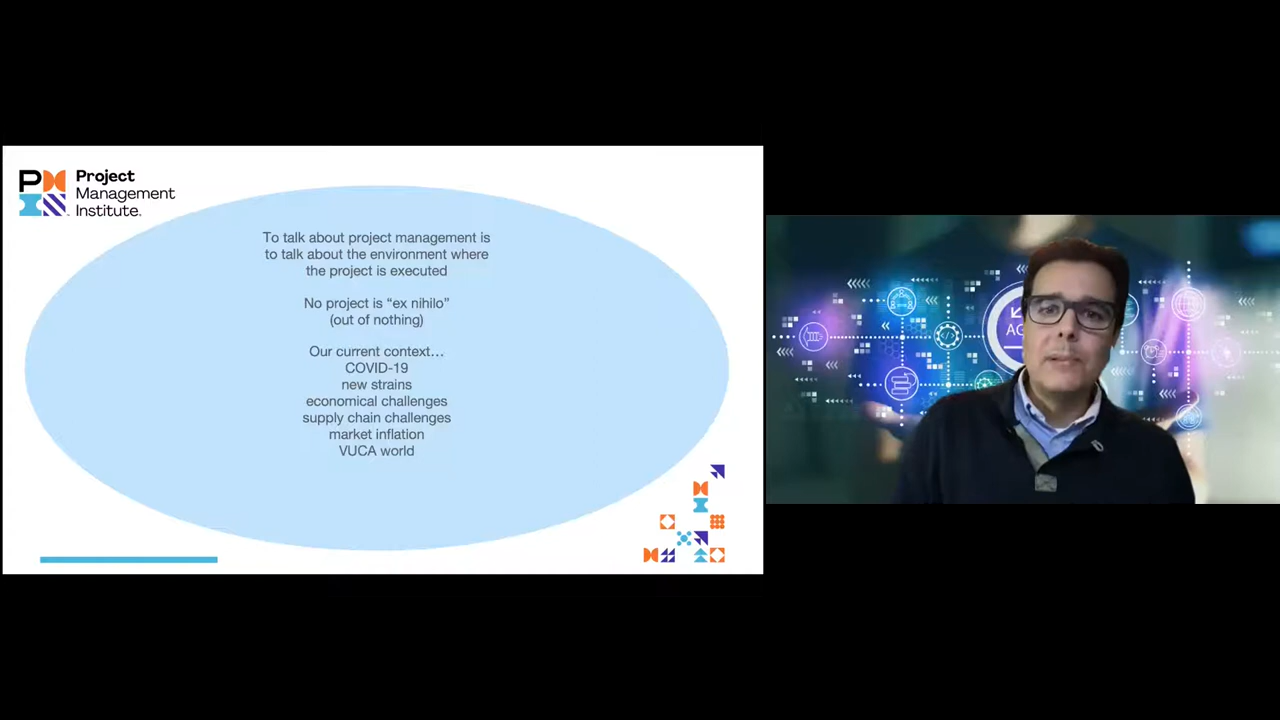 PM
Project
Management
Institute.
To talk about project management is
to talk about the environment where
the project is executed
No project is “ex nihilo”
(out of nothing)
Our current context…
COVID-19
new strains
economical challenges
supply chain challenges
market inflation
VUCA world
AG